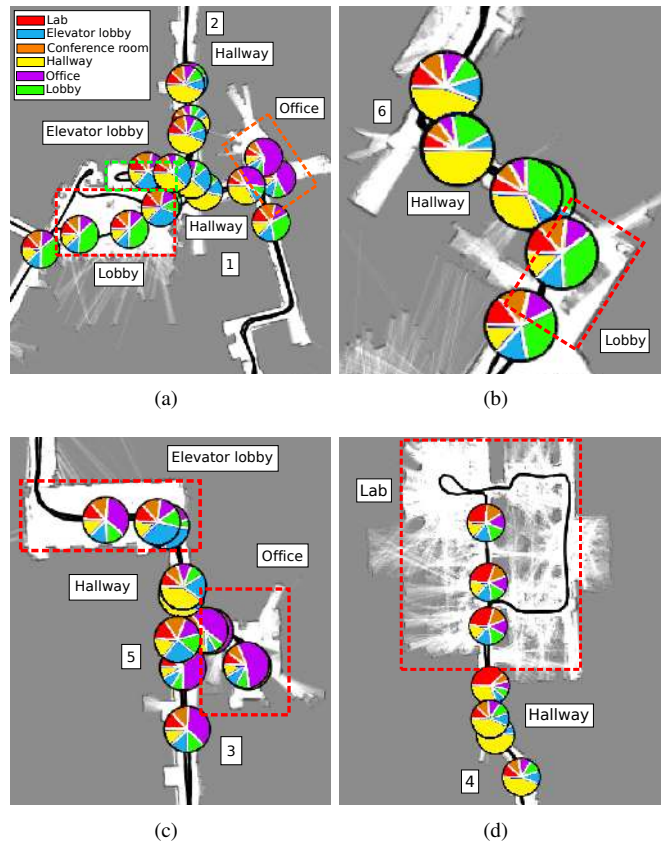 Lab
Elevator lobby
Conference room
Hallway
Office
Lobby
2
Hallway
Office
Elevator lobby
Hallway
Lobby
1
(a)
6
Hallway
Lobby
(b)
Elevator lobby
Office
Hallway
5
3
(c)
Lab
Hallway
4
(d)